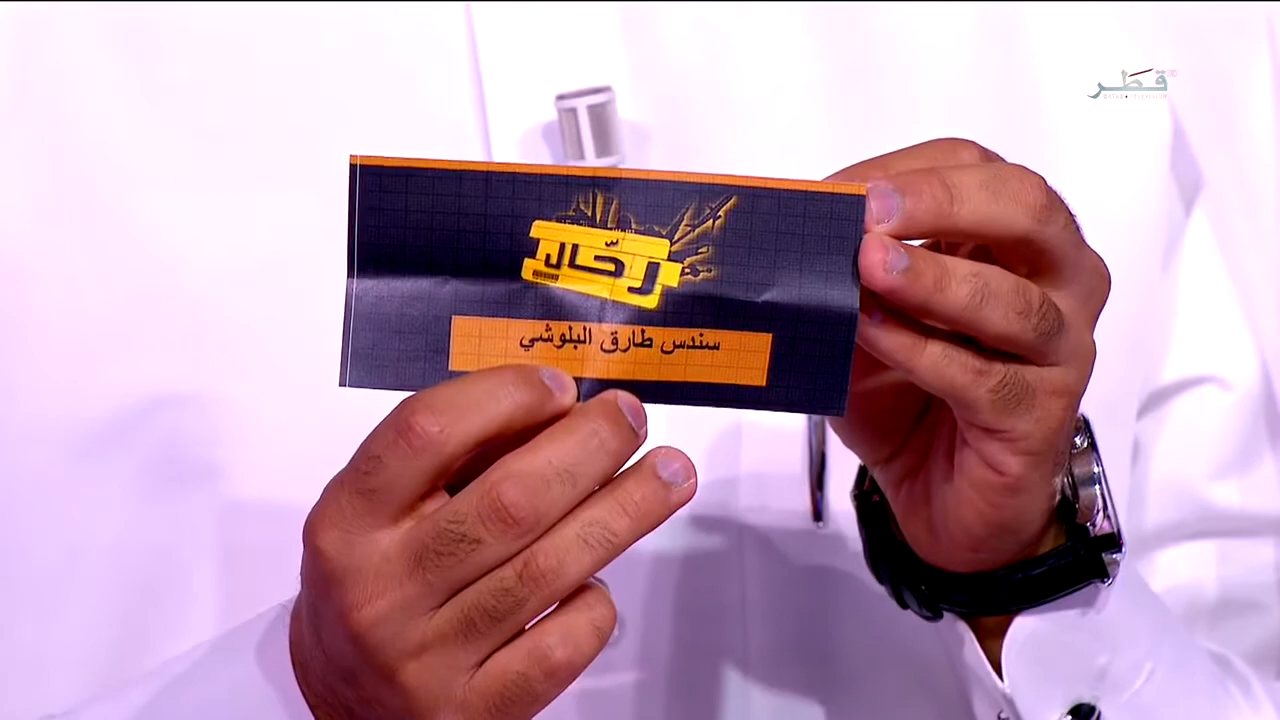 قطر
رحّال
سندس طارق البلوشي